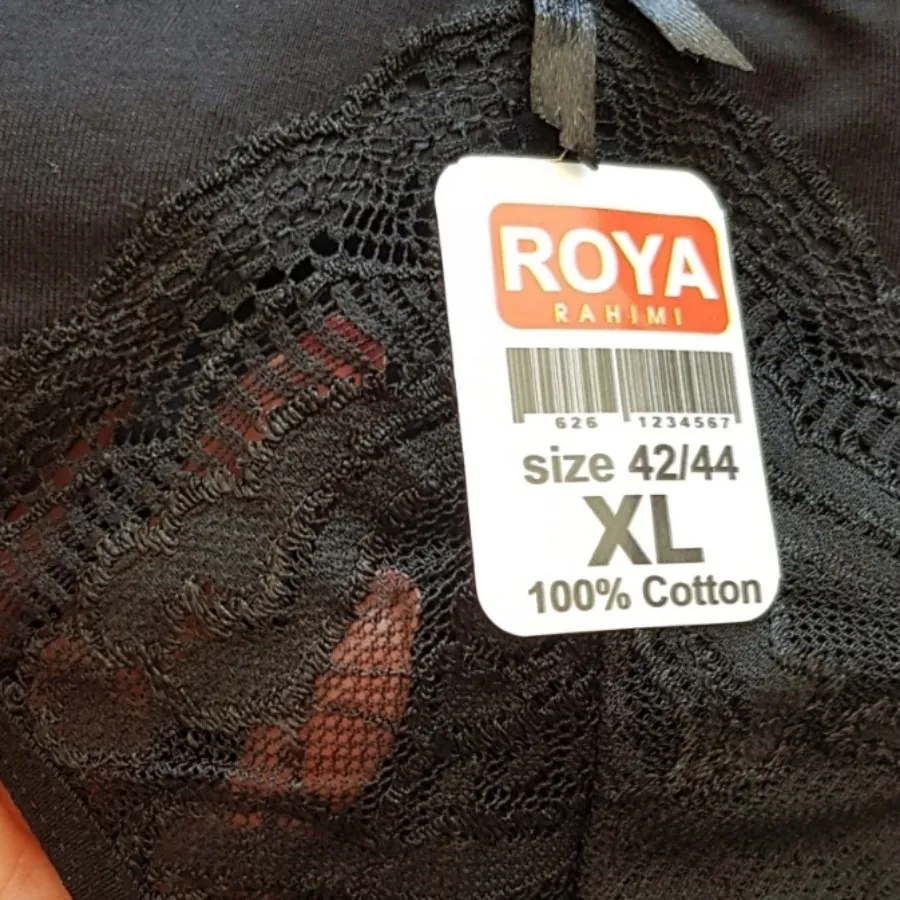 ROYA
RAHIMI
626 1234567
size 42/44
XL
100% Cotton